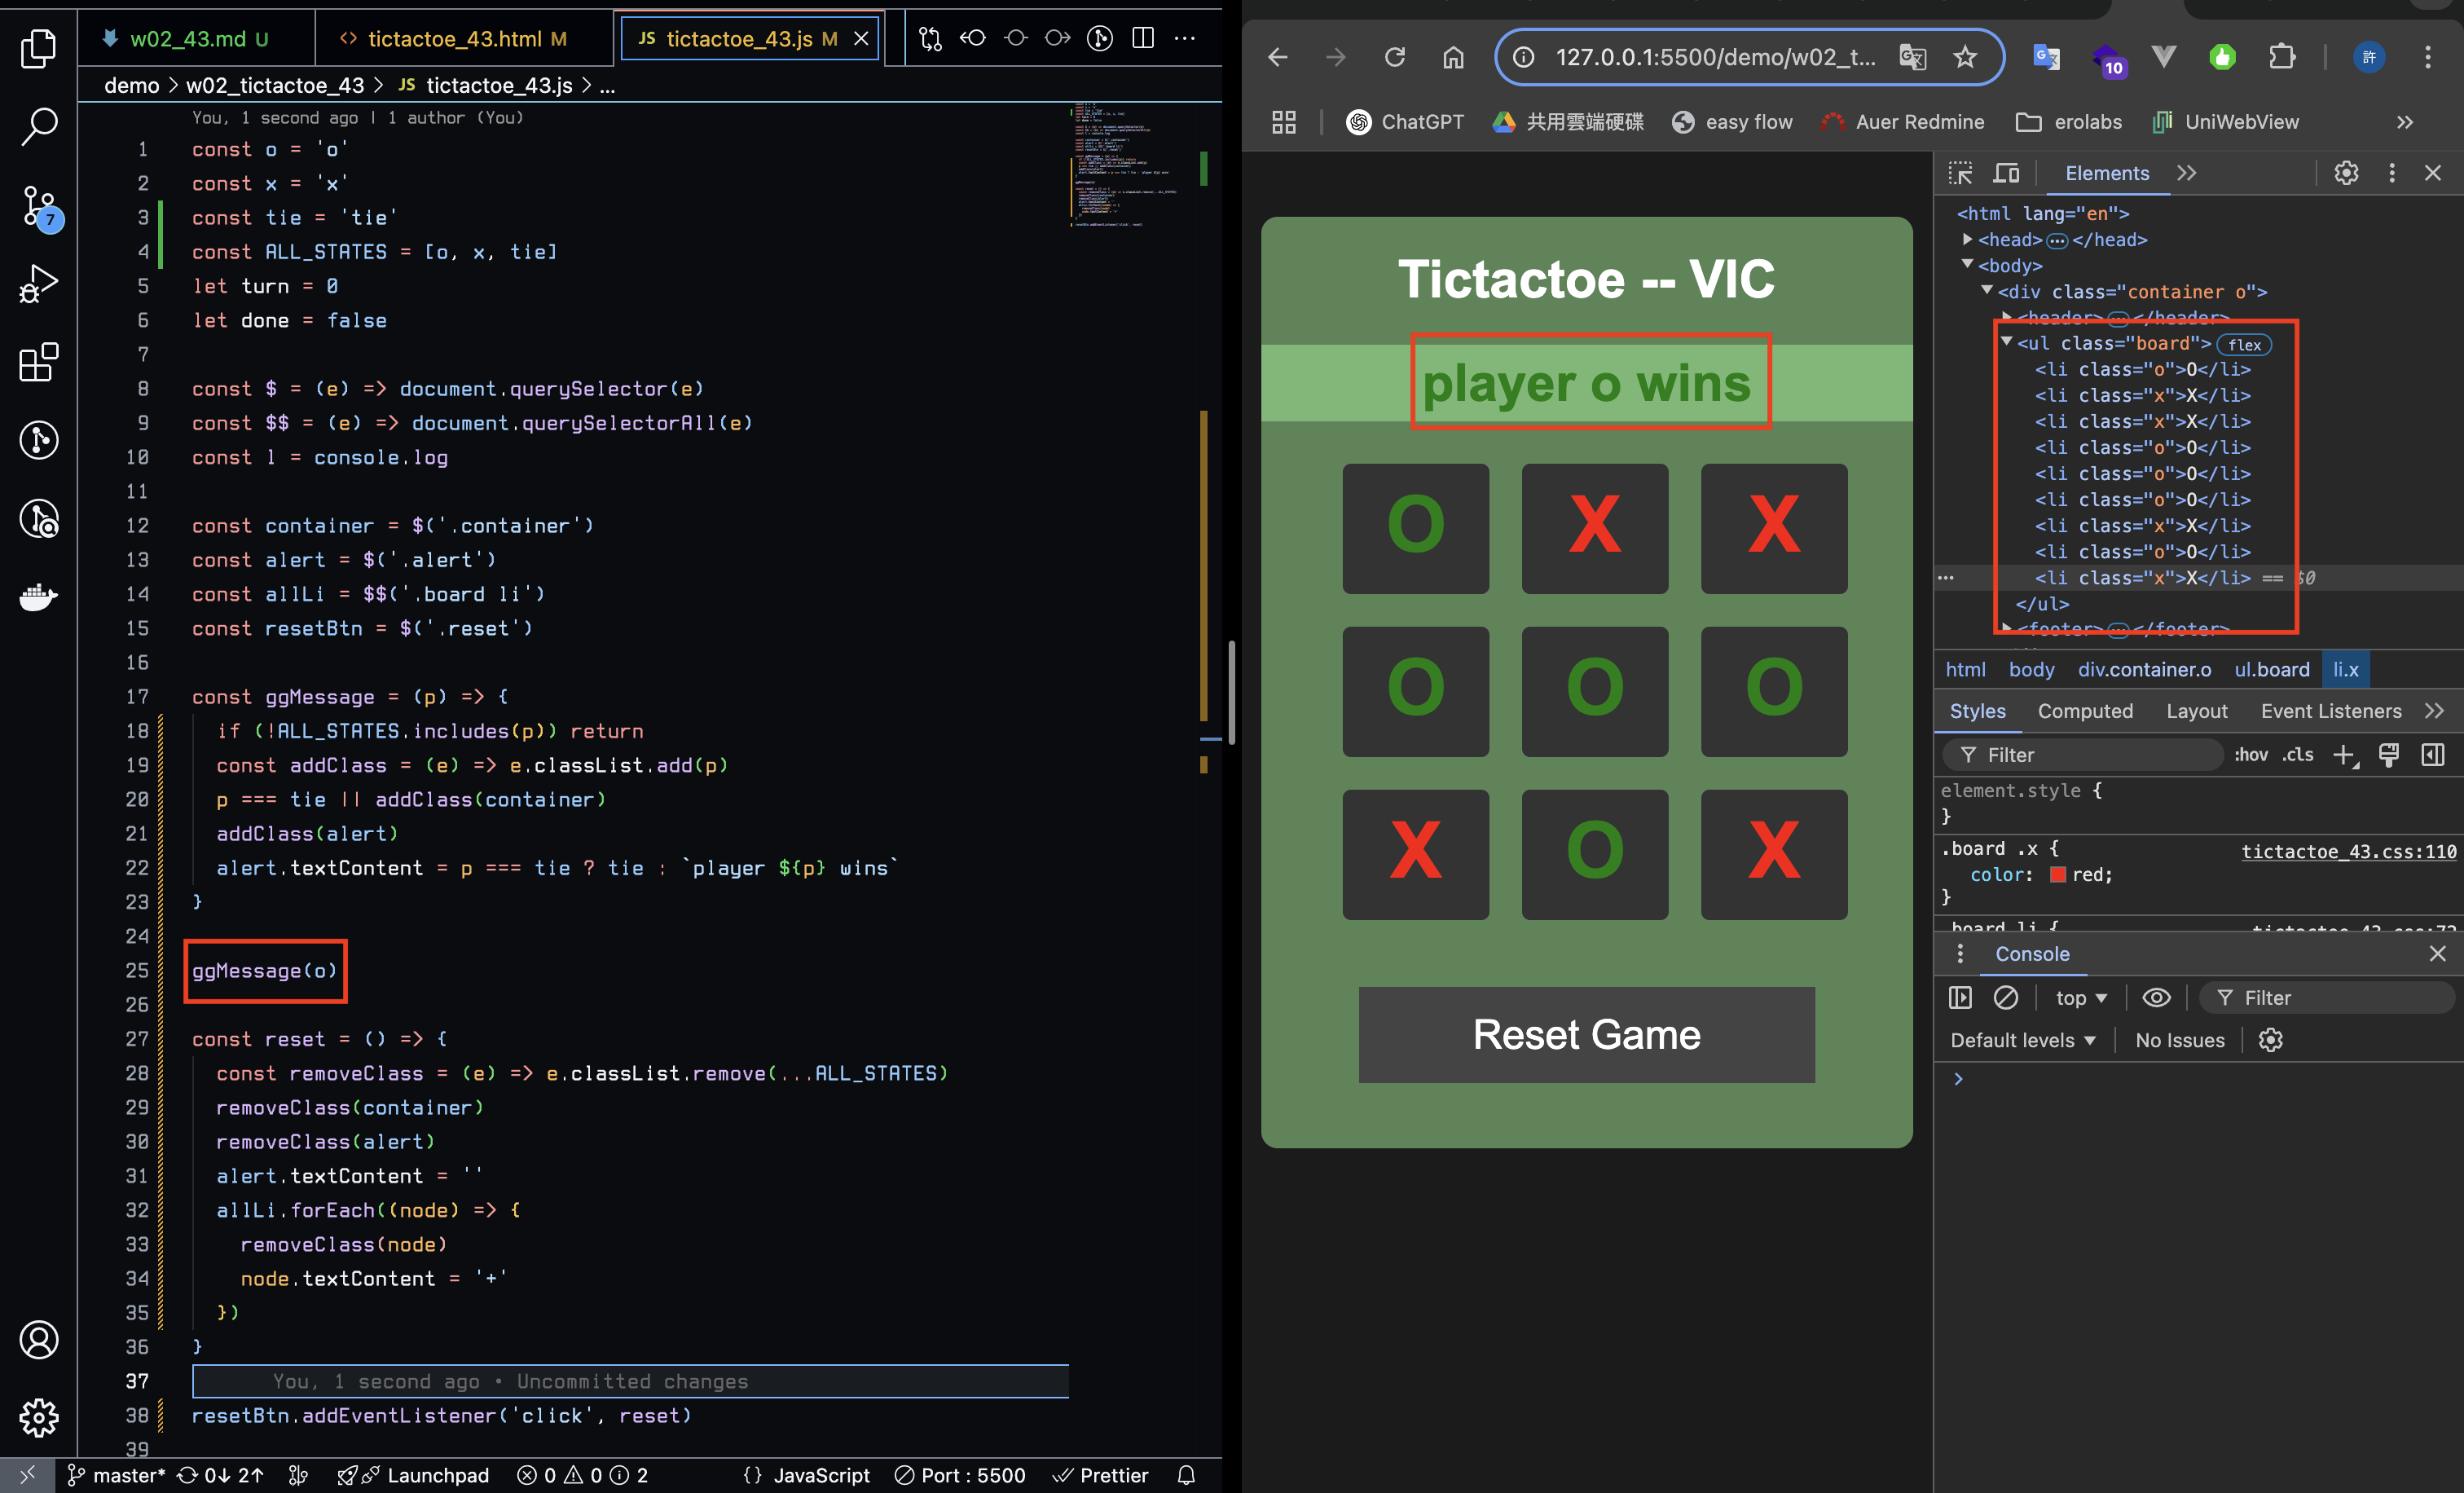 w02_43.md U
<> tictactoe_43.html M
JS tictactoe_43.js M
demo > w02_tictactoe_43 > JS tictactoe_43.js > ...
You, 1 second ago | 1 author (You)
1 const o = 'o'
2 const x = 'x'
3 const tie = 'tie'
4 const ALL_STATES = [o, x, tie]
5 let turn = 0
6 let done = false
7
8 const $ = (e) => document.querySelector(e)
9 const $$ = (e) => document.querySelectorAll(e)
10 const l = console.log
11
12 const container = $('.container')
13 const alert = $('.alert')
14 const allLi = $$('.board li')
15 const resetBtn = $('.reset')
16
17 const ggMessage = (p) => {
18 if (!ALL_STATES.includes(p)) return
19 const addClass = (e) => e.classList.add(p)
20 p === tie || addClass(container)
21 addClass(alert)
22 alert.textContent = p === tie ? tie : `player ${p} wins`
23 }
24
25 ggMessage(o)
26
27 const reset = () => {
28 const removeClass = (e) => e.classList.remove(...ALL_STATES)
29 removeClass(container)
30 removeClass(alert)
31 alert.textContent = ''
32 allLi.forEach((node) => {
33 removeClass(node)
34 node.textContent = '+'
35 })
36 }
37 You, 1 second ago • Uncommitted changes
38 resetBtn.addEventListener('click', reset)
39
7
master* 0↓ 2↑ Launchpad 0 0 2 {} JavaScript Port : 5500 Prettier
127.0.0.1:5500/demo/w02_t...
10
許
ChatGPT
共用雲端硬碟
easy flow
Auer Redmine
erolabs
UniWebView
Tictactoe -- VIC
player o wins
O X X
O O O
X O X
Reset Game
Elements
<html lang="en">
<head>…</head>
<body>
<div class="container o">
<header>…</header>
<ul class="board"> flex
<li class="o">O</li>
<li class="x">X</li>
<li class="x">X</li>
<li class="o">O</li>
<li class="o">O</li>
<li class="o">O</li>
<li class="x">X</li>
<li class="o">O</li>
<li class="x">X</li> == $0
</ul>
<footer>…</footer>
html body div.container.o ul.board li.x
Styles Computed Layout Event Listeners
Filter :hov .cls
element.style {
}
.board .x { tictactoe_43.css:110
color: red;
}
.board li { tictactoe_43.css:72
Console
top Filter
Default levels No Issues